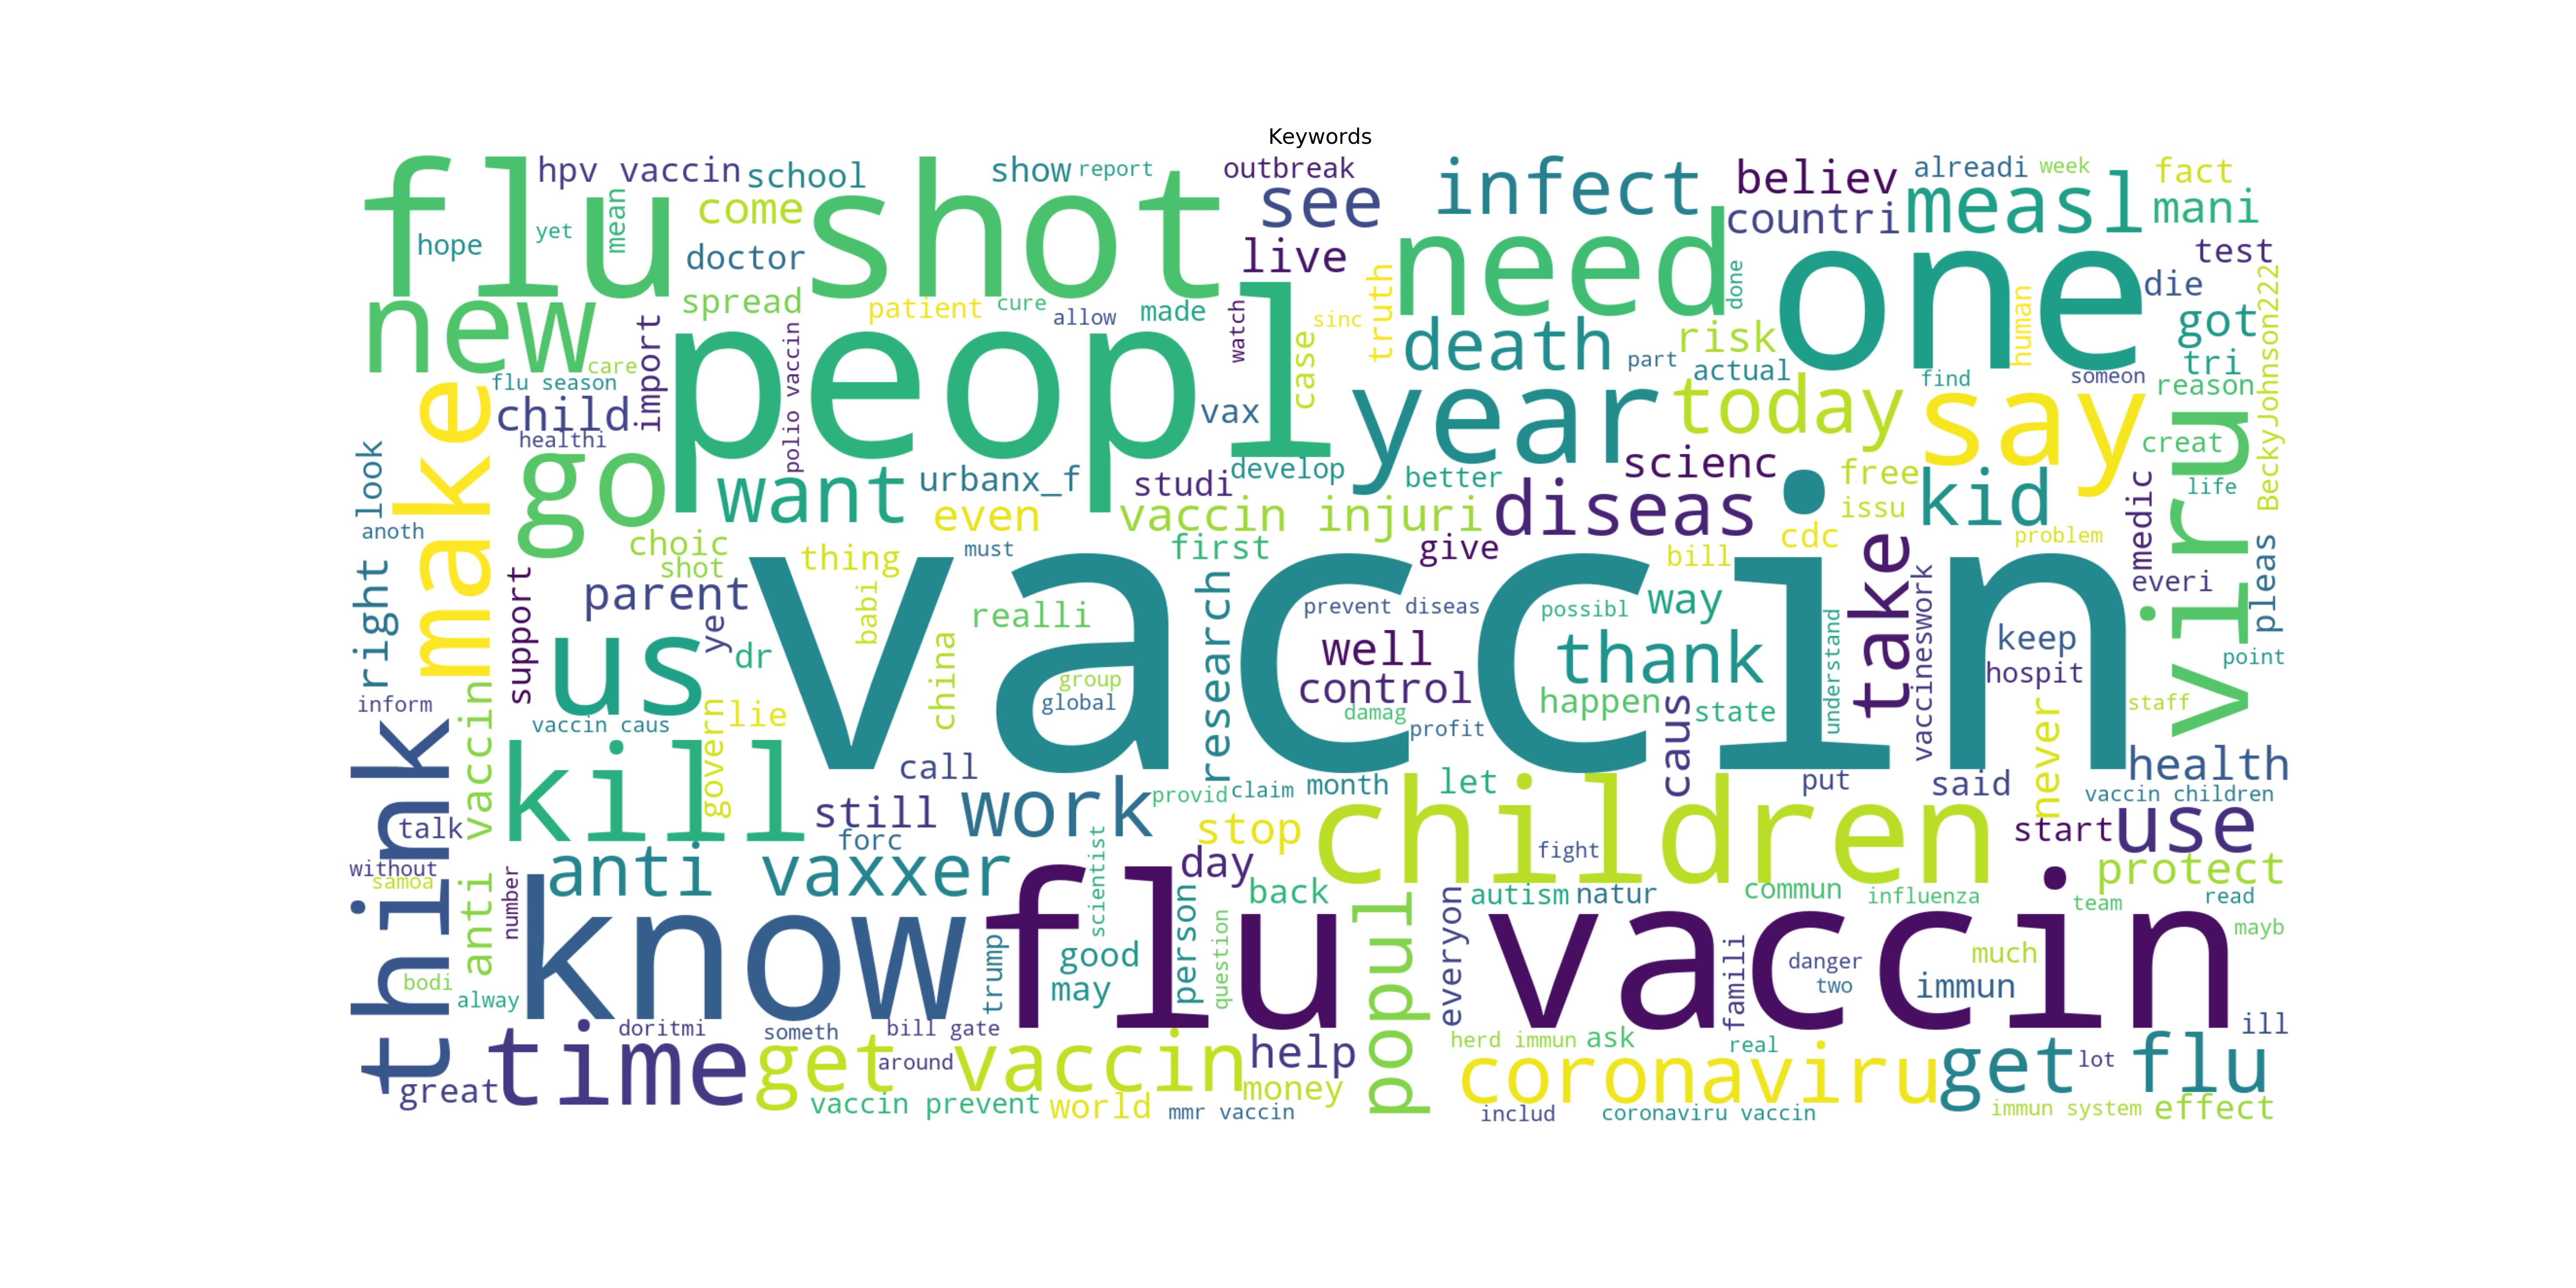 Keywords
flu shot
hpv vaccin
school
show
report
outbreak
see
infect
believ
alreadi
week
fact
countri
measl
mani
hope
yet
mean
come
doctor
live
need
one
test
die
new
spread
patient
cure
allow
made
watch
sinc
truth
case
death
part
risk
done
actual
human
got
tri
BeckyJohnson222
care
flu season
child
healthi
import
polio vaccin
peopl
vax
year
today
find
someon
say
reason
creat
viru
life
look
make
go
want
urbanx_f
studi
develop
better
scienc
free
issu
kid
medic
anoth
even
vaccin injuri
diseas
cdc
problem
choic
shot
thing
must
first
give
bill
take
everi
pleas
right
support
parent
ye
babi
realli
research
prevent diseas
possibl
way
vaccineswork
keep
us
dr
china
vaccin
group
global
well
control
thank
understand
hospit
point
inform
anti vaccin
vaccin caus
govern
lie
damag
profit
happen
caus
state
never
staff
think
kill
call
still
work
provid
claim
month
let
put
said
health
vaccin children
talk
forc
stop
children
start
use
without
samoa
number
anti vaxxer
scientist
day
fight
protect
know
back
person
question
popul
everyon
autism
natur
commun
influenza
team
read
mayb
bodi
alway
trump
good
may
flu vaccin
famili
danger
two
much
immun
ill
doritmi
someth
bill gate
around
herd immun
ask
real
great
time
get vaccin
help
money
coronaviru
get flu
lot
vaccin prevent
world
mmr vaccin
includ
coronaviru vaccin
immun system
effect